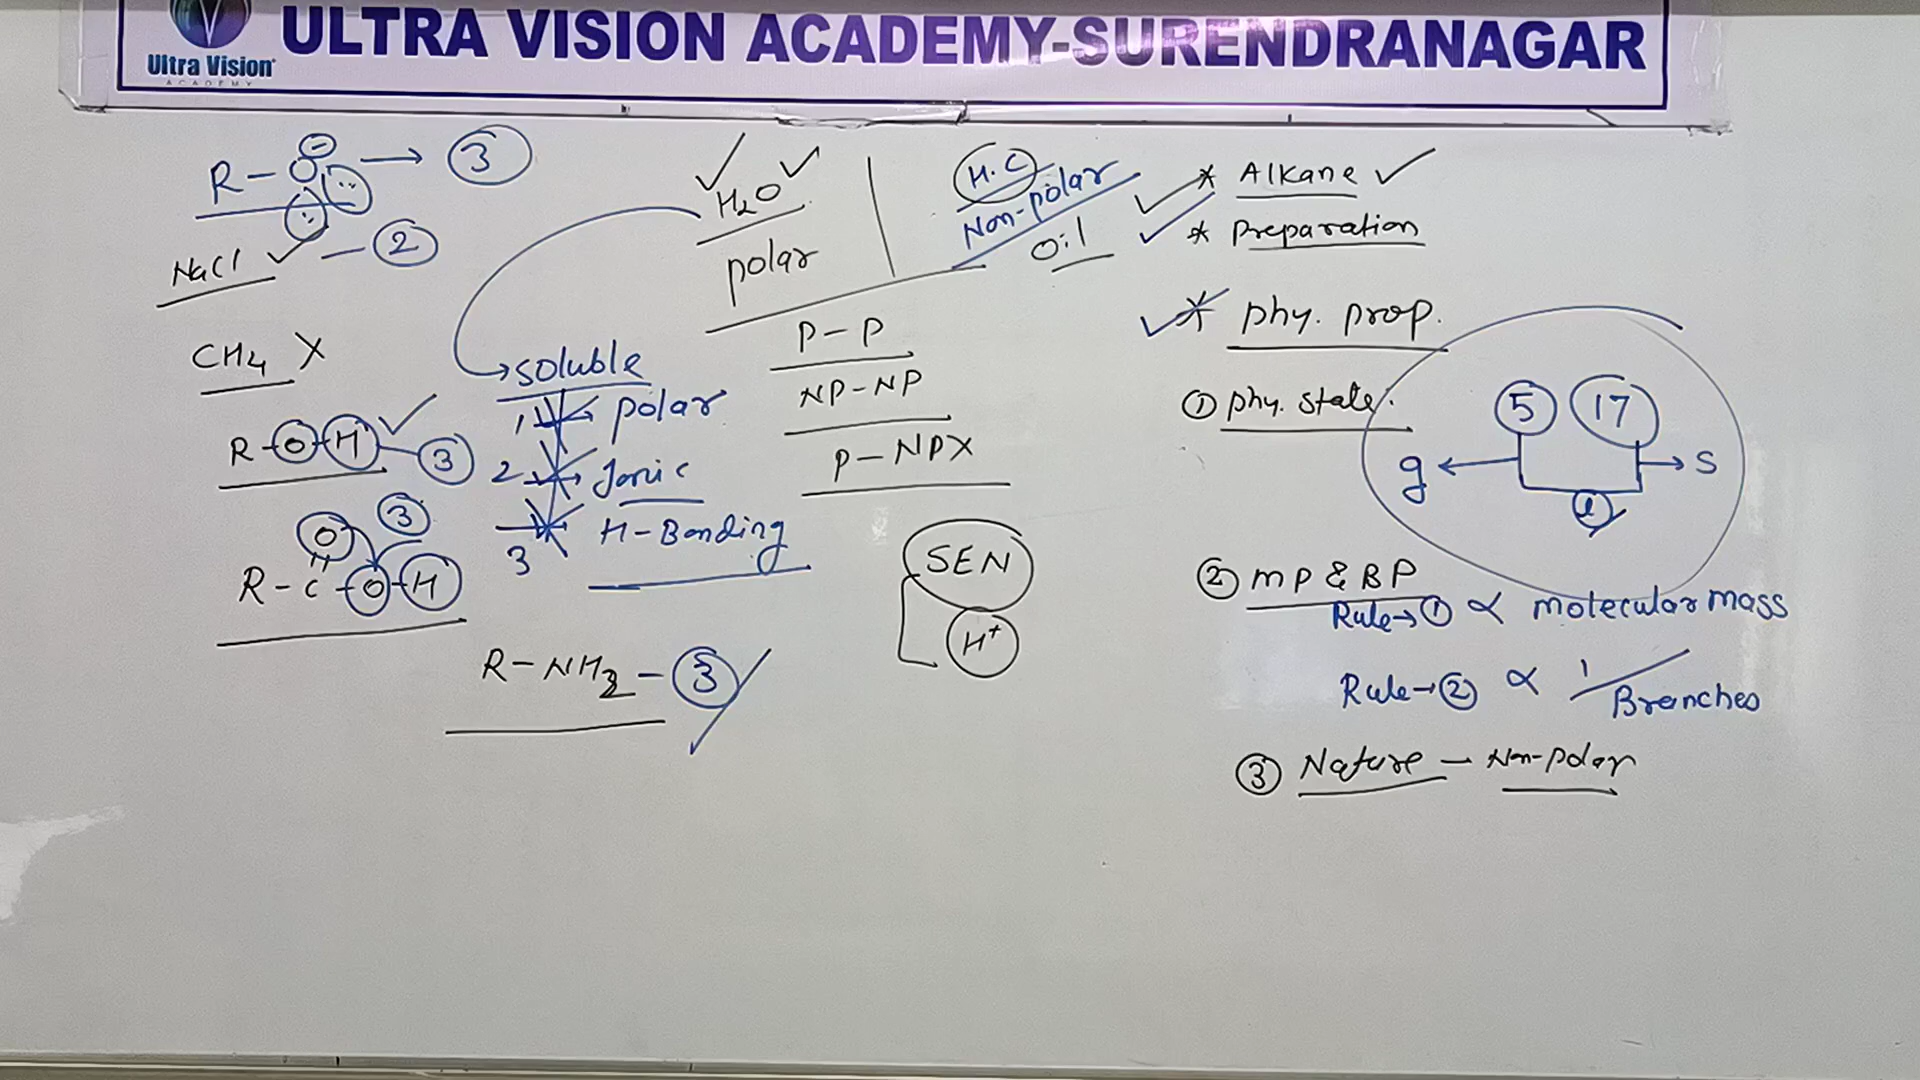 ULTRA VISION ACADEMY-SURENDRANAGAR
Ultra Vision
ACADEMY
R-O⊖ → 3
NaCl ✓ - 2
CH4 X
R-O-H ✓ - 3
O 3
R-C-O-H
R-NH2 - 3
H2O
polar
H.C
Non-polar
Oil
soluble
1 → polar
2 → Ionic
3 H-Bonding
P-P
NP-NP
P-NPX
SEN
H+
* Alkane ✓
* Preparation
* phy. prop.
① phy. state.
5 17
g s
l
② MP & BP
Rule→① ∝ molecular mass
Rule→② ∝ 1/Branches
③ Nature - Non-polar